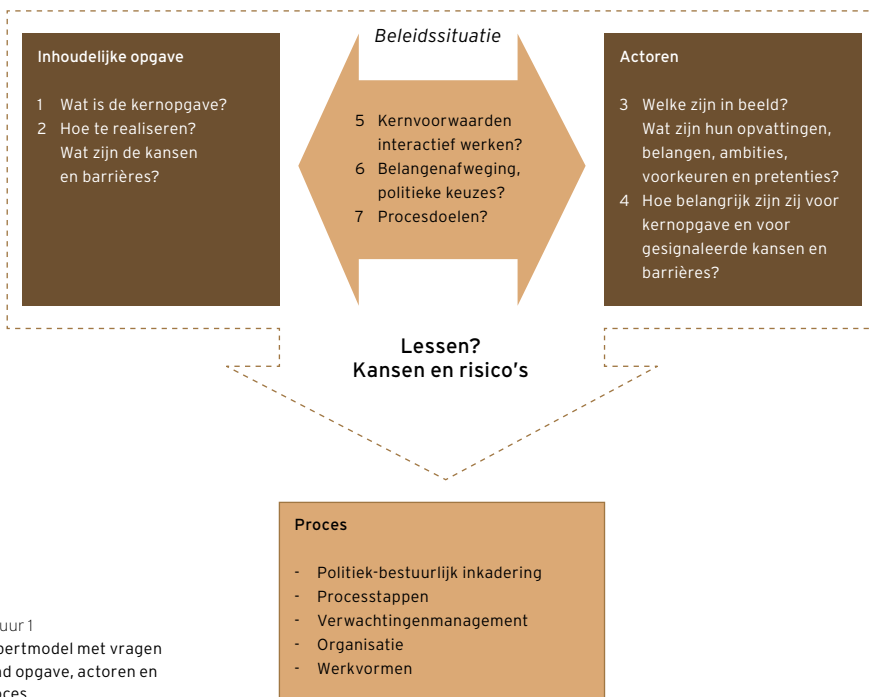 Beleidssituatie
Inhoudelijke opgave
1 Wat is de kernopgave?
2 Hoe te realiseren?
Wat zijn de kansen
en barrières?
5 Kernvoorwaarden
interactief werken?
6 Belangenafweging,
politieke keuzes?
7 Procesdoelen?
Actoren
3 Welke zijn in beeld?
Wat zijn hun opvattingen,
belangen, ambities,
voorkeuren en pretenties?
4 Hoe belangrijk zijn zij voor
kernopgave en voor
gesignaleerde kansen en
barrières?
Lessen?
Kansen en risico's
Proces
- Politiek-bestuurlijk inkadering
- Processtappen
- Verwachtingenmanagement
- Organisatie
- Werkvormen
uur 1
pertmodel met vragen
nd opgave, actoren en
oces